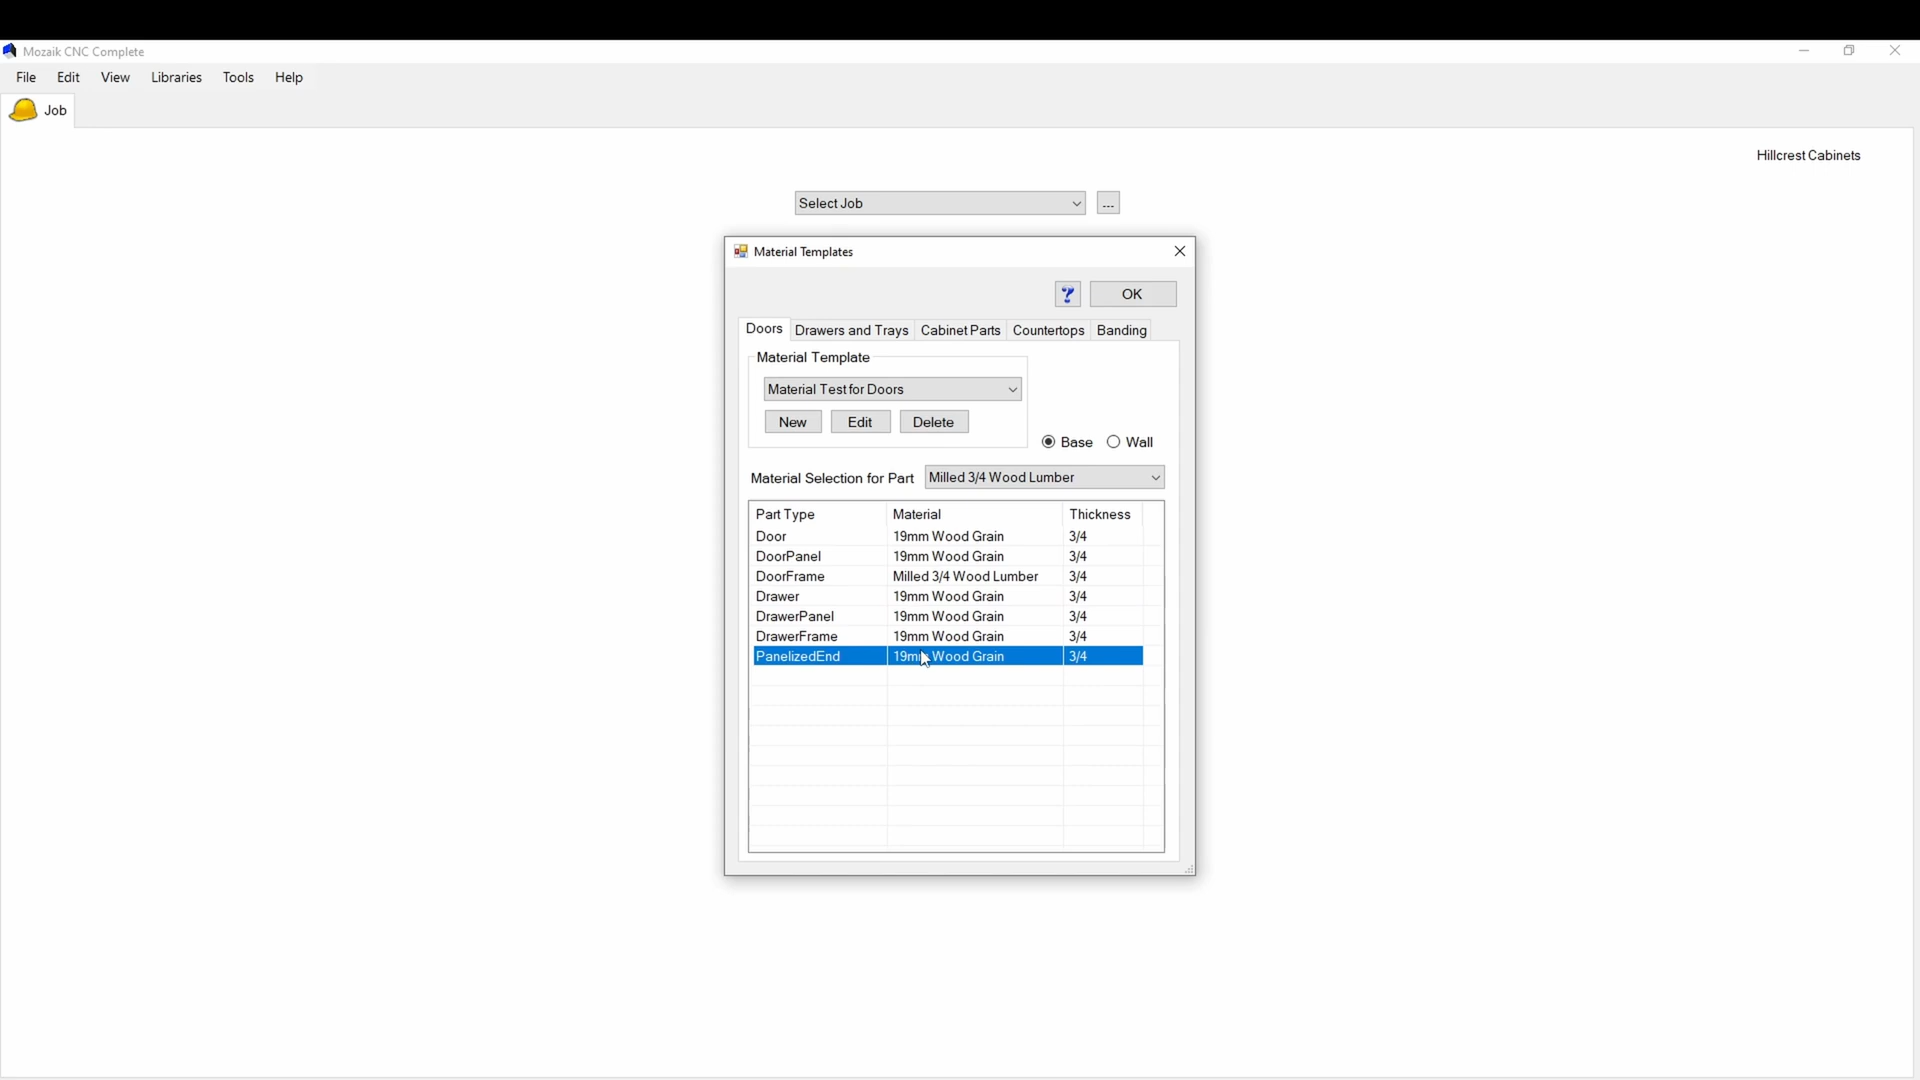 Mozaik CNC Complete
File Edit View Libraries Tools Help
Job
Hillcrest Cabinets
Select Job ...
Material Templates
? OK
Doors Drawers and Trays Cabinet Parts Countertops Banding
Material Template
Material Test for Doors
New Edit Delete
Base Wall
Material Selection for Part Milled 3/4 Wood Lumber
Part Type Material Thickness
Door 19mm Wood Grain 3/4
DoorPanel 19mm Wood Grain 3/4
DoorFrame Milled 3/4 Wood Lumber 3/4
Drawer 19mm Wood Grain 3/4
DrawerPanel 19mm Wood Grain 3/4
DrawerFrame 19mm Wood Grain 3/4
PanelizedEnd 19mm Wood Grain 3/4